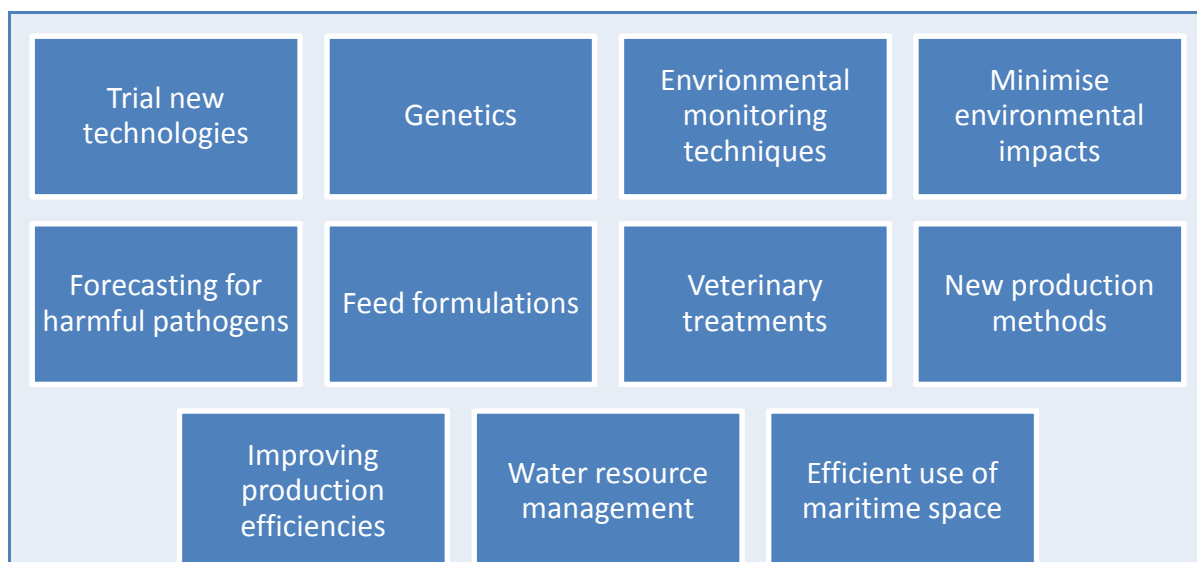 Trial new
technologies
Genetics
Envrionmental
monitoring
techniques
Minimise
environmental
impacts
Forecasting for
harmful pathogens
Feed formulations
Veterinary
treatments
New production
methods
Improving
production
efficiencies
Water resource
management
Efficient use of
maritime space